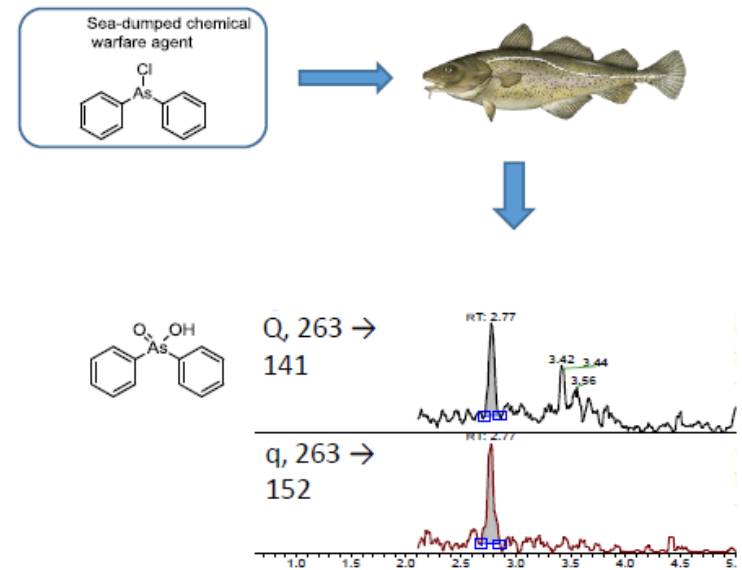 Sea-dumped chemical
warfare agent
Cl
As
O
OH
As
Q, 263 →
141
RT: 2.77
3.42
3.44
3.56
q, 263 →
152
RT: 2.77
1.0 1.5 2.0 2.5 3.0 3.5 4.0 4.5 5.